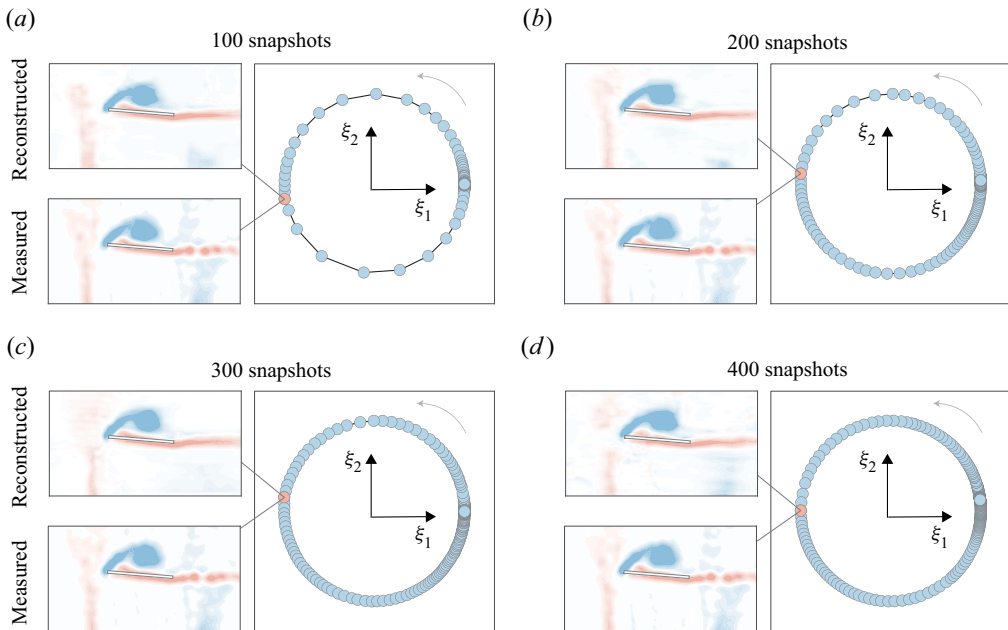 (a)
100 snapshots
Reconstructed
Measured
ξ2
ξ1
(b)
200 snapshots
ξ2
ξ1
(c)
300 snapshots
Reconstructed
Measured
ξ2
ξ1
(d)
400 snapshots
ξ2
ξ1